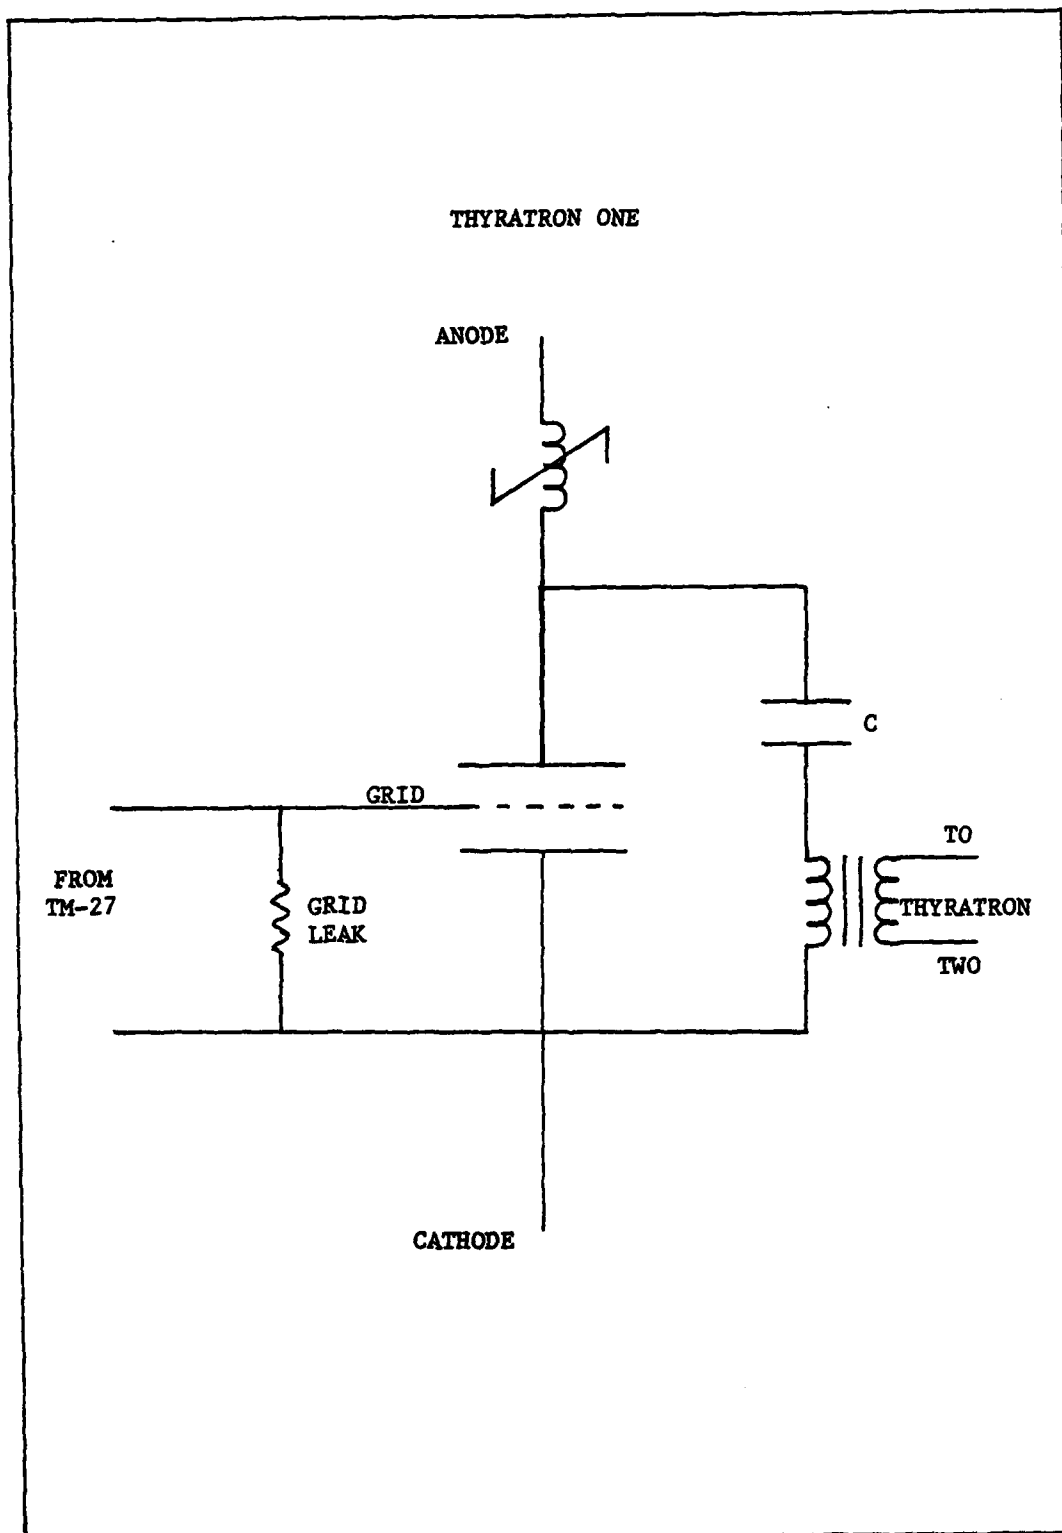 THYRATRON ONE
ANODE
C
GRID
TO
FROM
TM-27
GRID
LEAK
THYRATRON
TWO
CATHODE